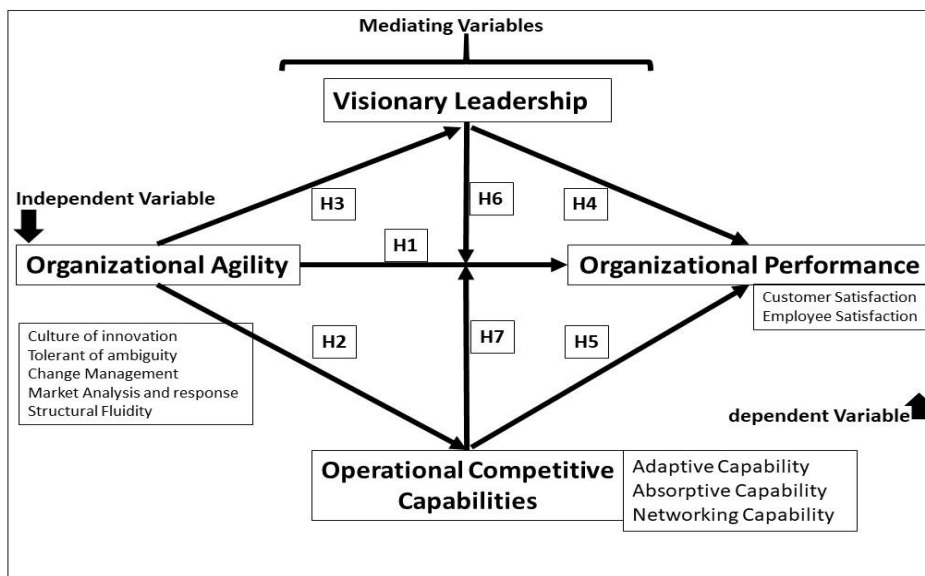 Mediating Variables
Visionary Leadership
Independent Variable
H3
H6
H4
H1
Organizational Agility
Organizational Performance
Customer Satisfaction
Employee Satisfaction
Culture of innovation
Tolerant of ambiguity
Change Management
Market Analysis and response
Structural Fluidity
H2
H7
H5
dependent Variable
Operational Competitive
Capabilities
Adaptive Capability
Absorptive Capability
Networking Capability